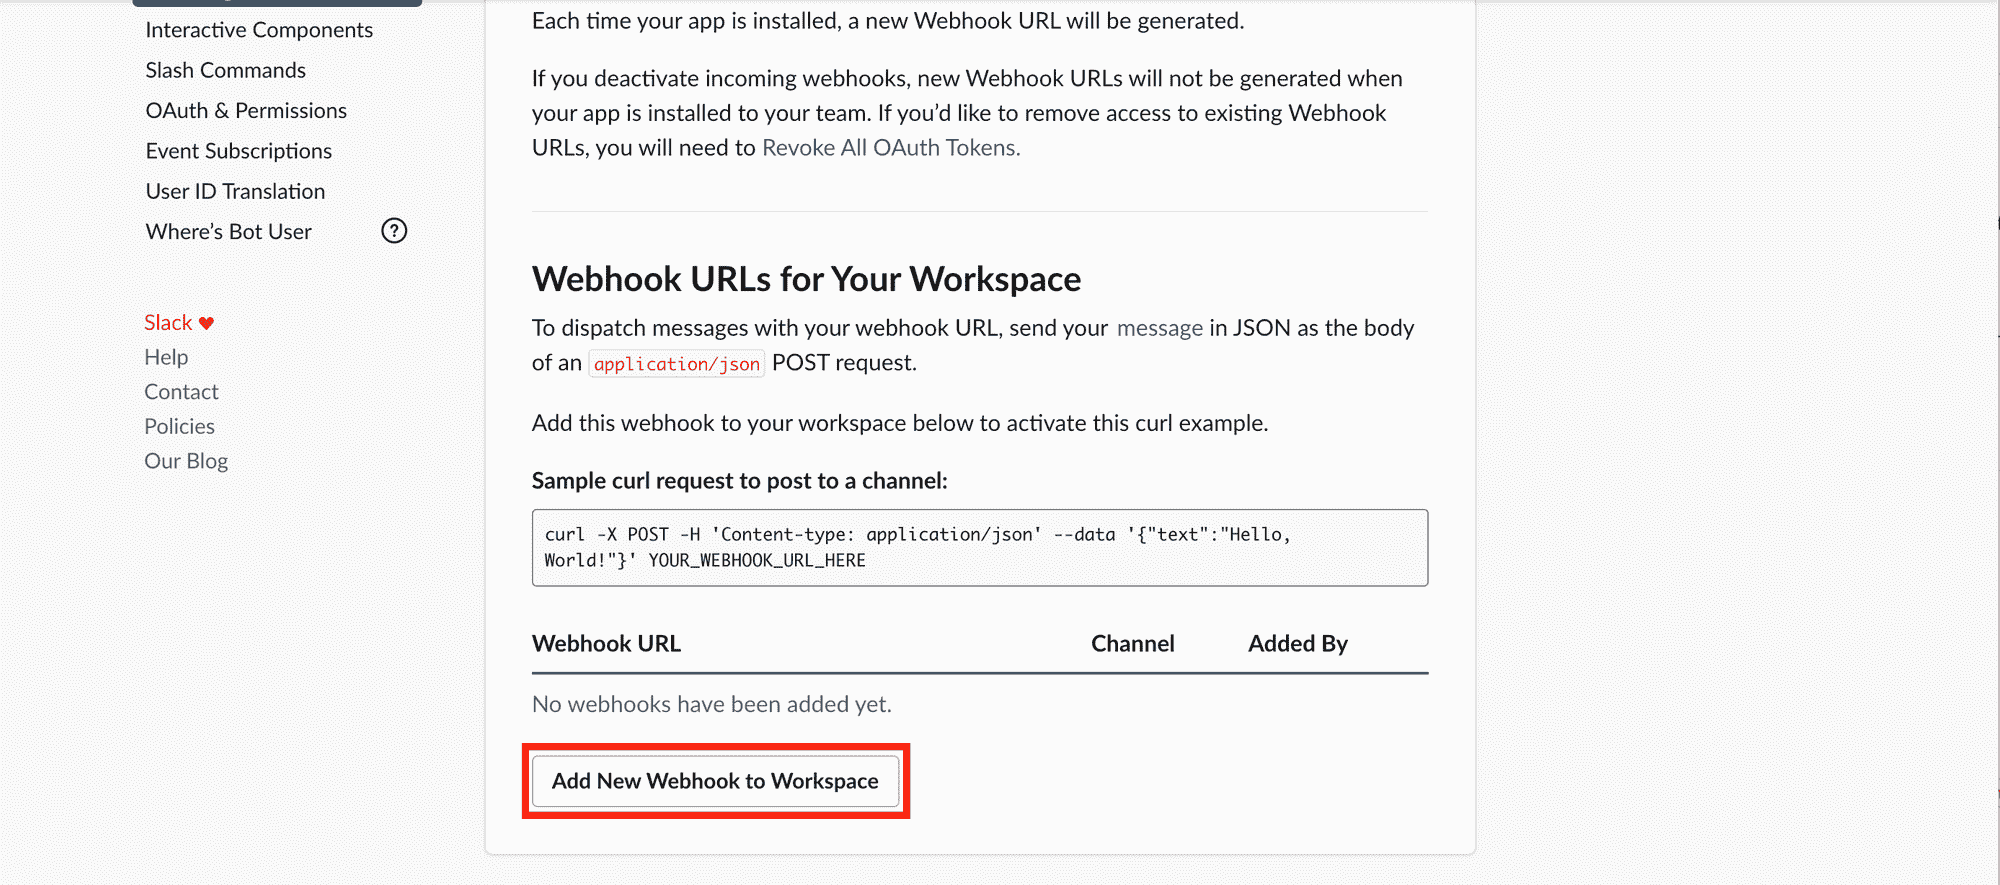 Interactive Components
Slash Commands
OAuth & Permissions
Event Subscriptions
User ID Translation
Where’s Bot User
?
Slack ♥
Help
Contact
Policies
Our Blog
Each time your app is installed, a new Webhook URL will be generated.
If you deactivate incoming webhooks, new Webhook URLs will not be generated when
your app is installed to your team. If you’d like to remove access to existing Webhook
URLs, you will need to Revoke All OAuth Tokens.
Webhook URLs for Your Workspace
To dispatch messages with your webhook URL, send your message in JSON as the body
of an application/json POST request.
Add this webhook to your workspace below to activate this curl example.
Sample curl request to post to a channel:
curl -X POST -H 'Content-type: application/json' --data '{"text":"Hello,
World!"}' YOUR_WEBHOOK_URL_HERE
Webhook URL Channel Added By
No webhooks have been added yet.
Add New Webhook to Workspace